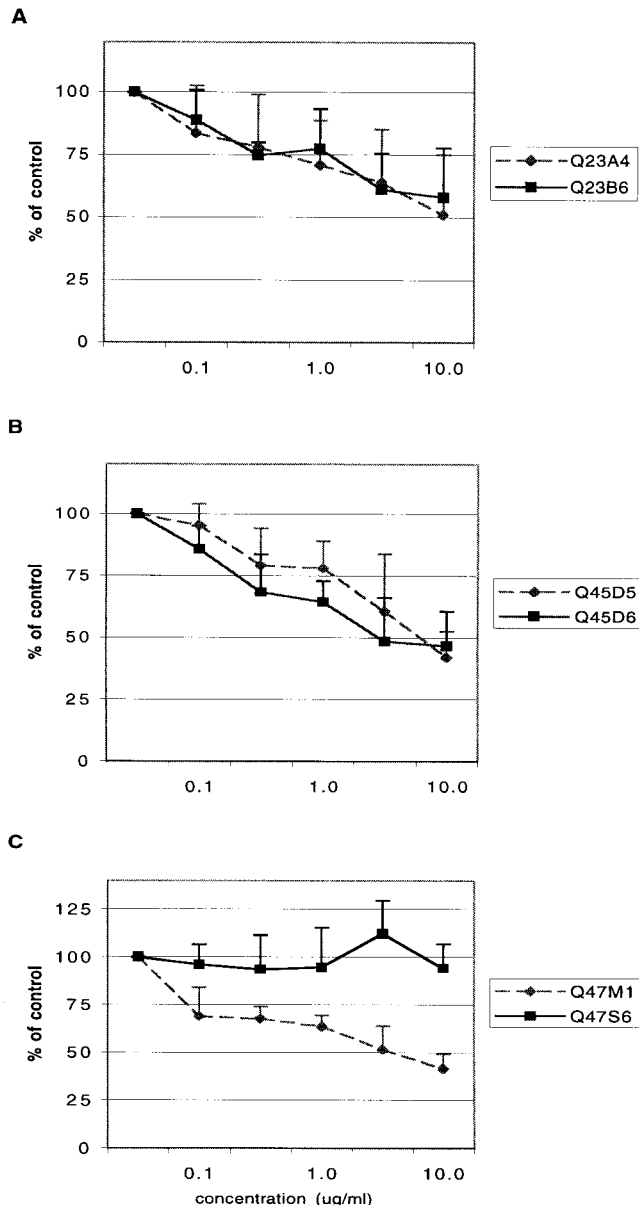 A
% of control
100
75
50
25
0
0.1 1.0 10.0
Q23A4
Q23B6
B
% of control
100
75
50
25
0
0.1 1.0 10.0
Q45D5
Q45D6
C
% of control
125
100
75
50
25
0
0.1 1.0 10.0
concentration (ug/ml)
Q47M1
Q47S6